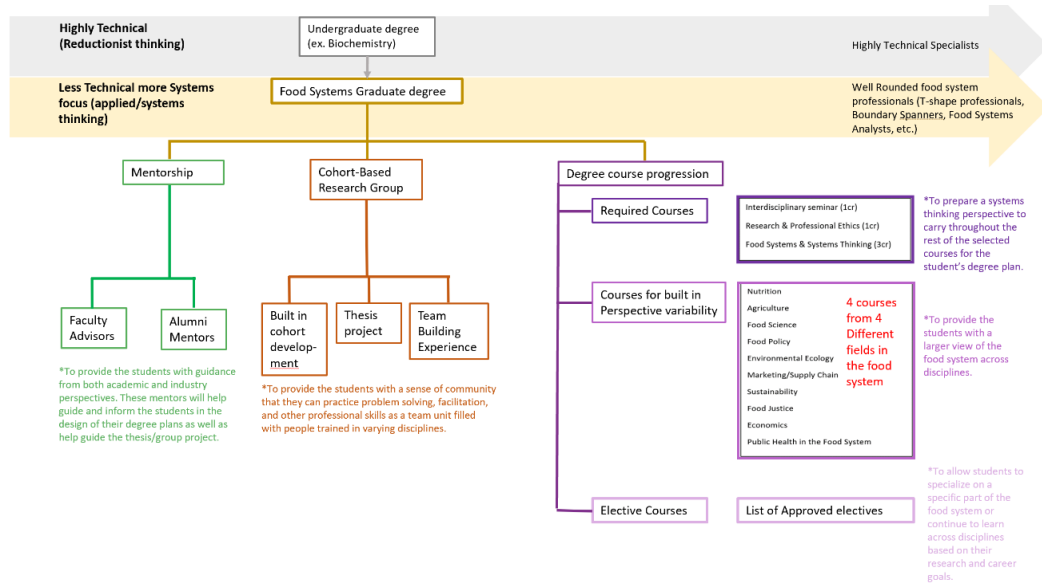 Highly Technical
(Reductionist thinking)
Undergraduate degree
(ex. Biochemistry)
Highly Technical Specialists
Less Technical more Systems
focus (applied/systems
thinking)
Food Systems Graduate degree
Well Rounded food system
professionals (T-shape professionals,
Boundary Spanners, Food Systems
Analysts, etc.)
Mentorship
Faculty
Advisors
Alumni
Mentors
*To provide the students with guidance
from both academic and industry
perspectives. These mentors will help
guide and inform the students in the
design of their degree plans as well as
help guide the thesis/group project.
Cohort-Based
Research Group
Built in
cohort
develop-
ment
Thesis
project
Team
Building
Experience
*To provide the students with a sense of community
that they can practice problem solving, facilitation,
and other professional skills as a team unit filled
with people trained in varying disciplines.
Degree course progression
Required Courses
Interdisciplinary seminar (1cr)
Research & Professional Ethics (1cr)
Food Systems & Systems Thinking (3cr)
*To prepare a systems
thinking perspective to
carry throughout the
rest of the selected
courses for the
student's degree plan.
Courses for built in
Perspective variability
Nutrition
Agriculture
Food Science
Food Policy
Environmental Ecology
Marketing/Supply Chain
Sustainability
Food Justice
Economics
Public Health in the Food System
4 courses
from 4
Different
fields in
the food
system
*To provide the
students with a
larger view of the
food system across
disciplines.
Elective Courses
List of Approved electives
*To allow students to
specialize on a
specific part of the
food system or
continue to learn
across disciplines
based on their
research and career
goals.